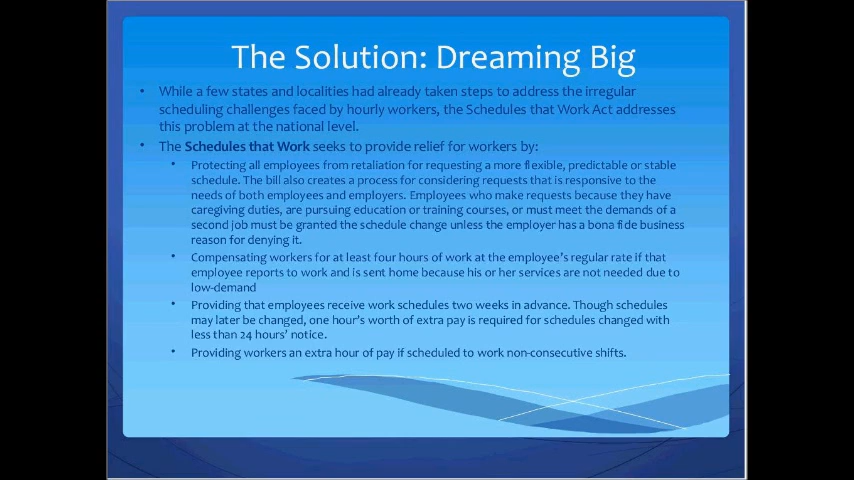 The Solution: Dreaming Big
• While a few states and localities had already taken steps to address the irregular
scheduling challenges faced by hourly workers, the Schedules that Work Act addresses
this problem at the national level.
• The Schedules that Work seeks to provide relief for workers by:
• Protecting all employees from retaliation for requesting a more flexible, predictable or stable
schedule. The bill also creates a process for considering requests that is responsive to the
needs of both employees and employers. Employees who make requests because they have
caregiving duties, are pursuing education or training courses, or must meet the demands of a
second job must be granted the schedule change unless the employer has a bona fide business
reason for denying it.
• Compensating workers for at least four hours of work at the employee's regular rate if that
employee reports to work and is sent home because his or her services are not needed due to
low-demand
• Providing that employees receive work schedules two weeks in advance. Though schedules
may later be changed, one hour's worth of extra pay is required for schedules changed with
less than 24 hours' notice.
• Providing workers an extra hour of pay if scheduled to work non-consecutive shifts.